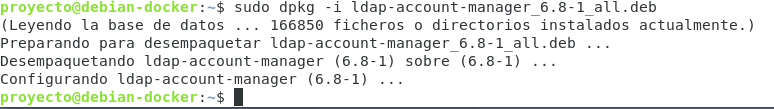 proyecto@debian-docker:~$ sudo dpkg -i ldap-account-manager_6.8-1_all.deb
(Leyendo la base de datos ... 166850 ficheros o directorios instalados actualmente.)
Preparando para desempaquetar ldap-account-manager_6.8-1_all.deb ...
Desempaquetando ldap-account-manager (6.8-1) sobre (6.8-1) ...
Configurando ldap-account-manager (6.8-1) ...
proyecto@debian-docker:~$